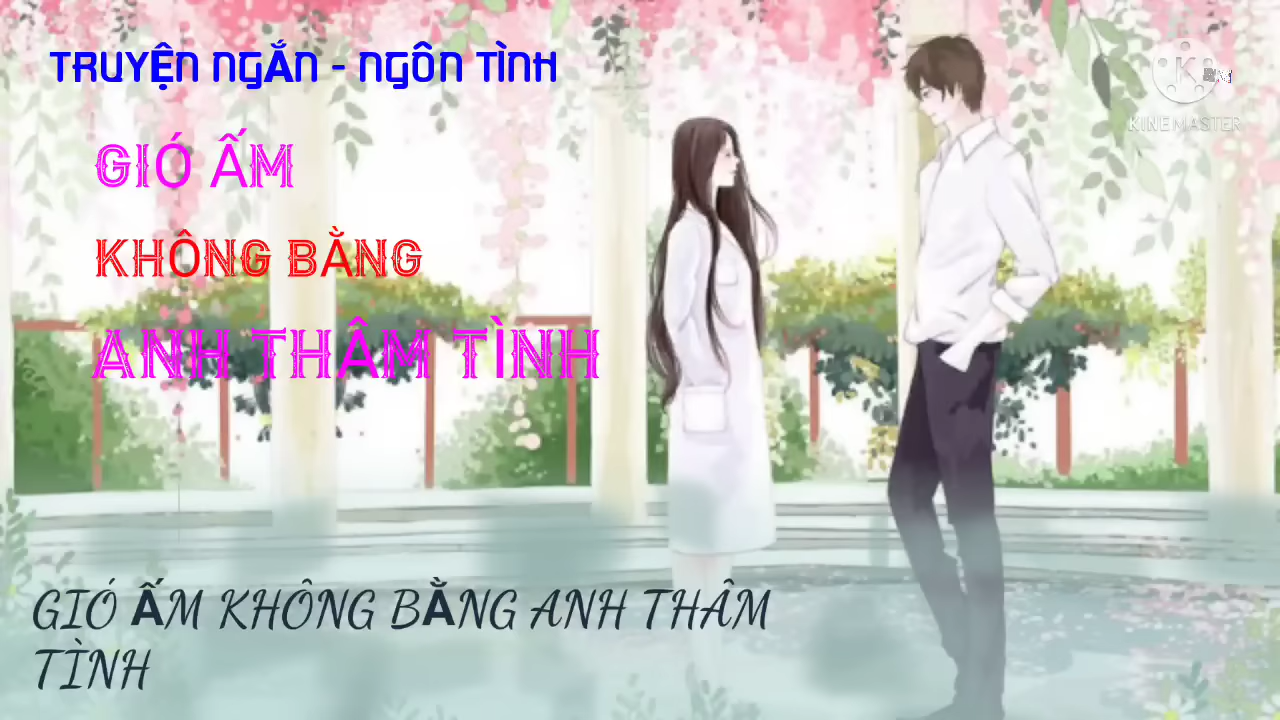 TRUYỆN NGẮN - NGÔN TÌNH
GIÓ ẤM
KHÔNG BẰNG
ANH THÂM TÌNH
GIÓ ẤM KHÔNG BẰNG ANH THÂM
TÌNH
K
KINEMASTER